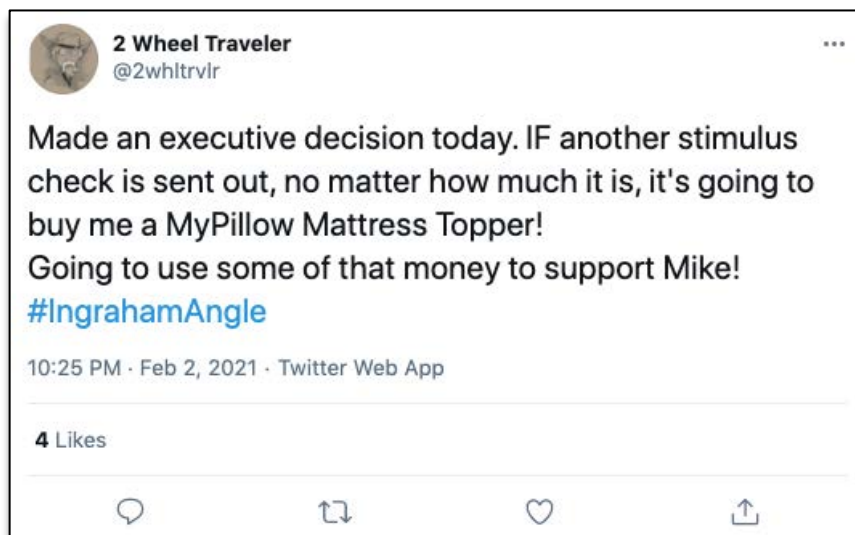 2 Wheel Traveler
@2whltrvlr
Made an executive decision today. IF another stimulus
check is sent out, no matter how much it is, it's going to
buy me a MyPillow Mattress Topper!
Going to use some of that money to support Mike!
#IngrahamAngle
10:25 PM · Feb 2, 2021 · Twitter Web App
4 Likes